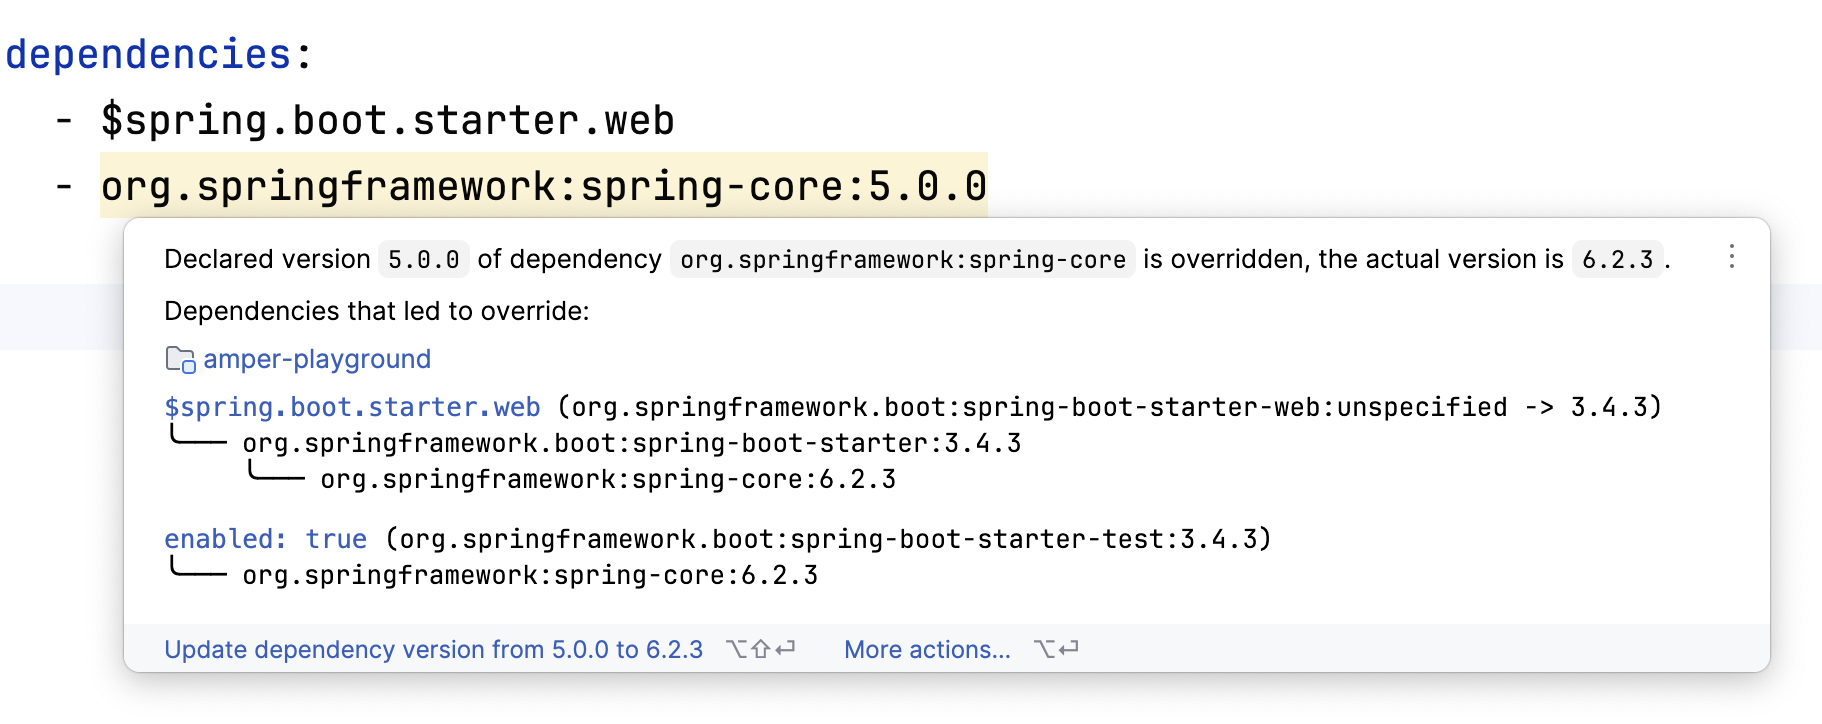 dependencies:
- $spring.boot.starter.web
- org.springframework:spring-core:5.0.0
Declared version 5.0.0 of dependency org.springframework:spring-core is overridden, the actual version is 6.2.3.
Dependencies that led to override:
amper-playground
$spring.boot.starter.web (org.springframework.boot:spring-boot-starter-web:unspecified -> 3.4.3)
╰── org.springframework.boot:spring-boot-starter:3.4.3
╰── org.springframework:spring-core:6.2.3
enabled: true (org.springframework.boot:spring-boot-starter-test:3.4.3)
╰── org.springframework:spring-core:6.2.3
Update dependency version from 5.0.0 to 6.2.3 ⌥⇧⏎ More actions... ⌥⏎